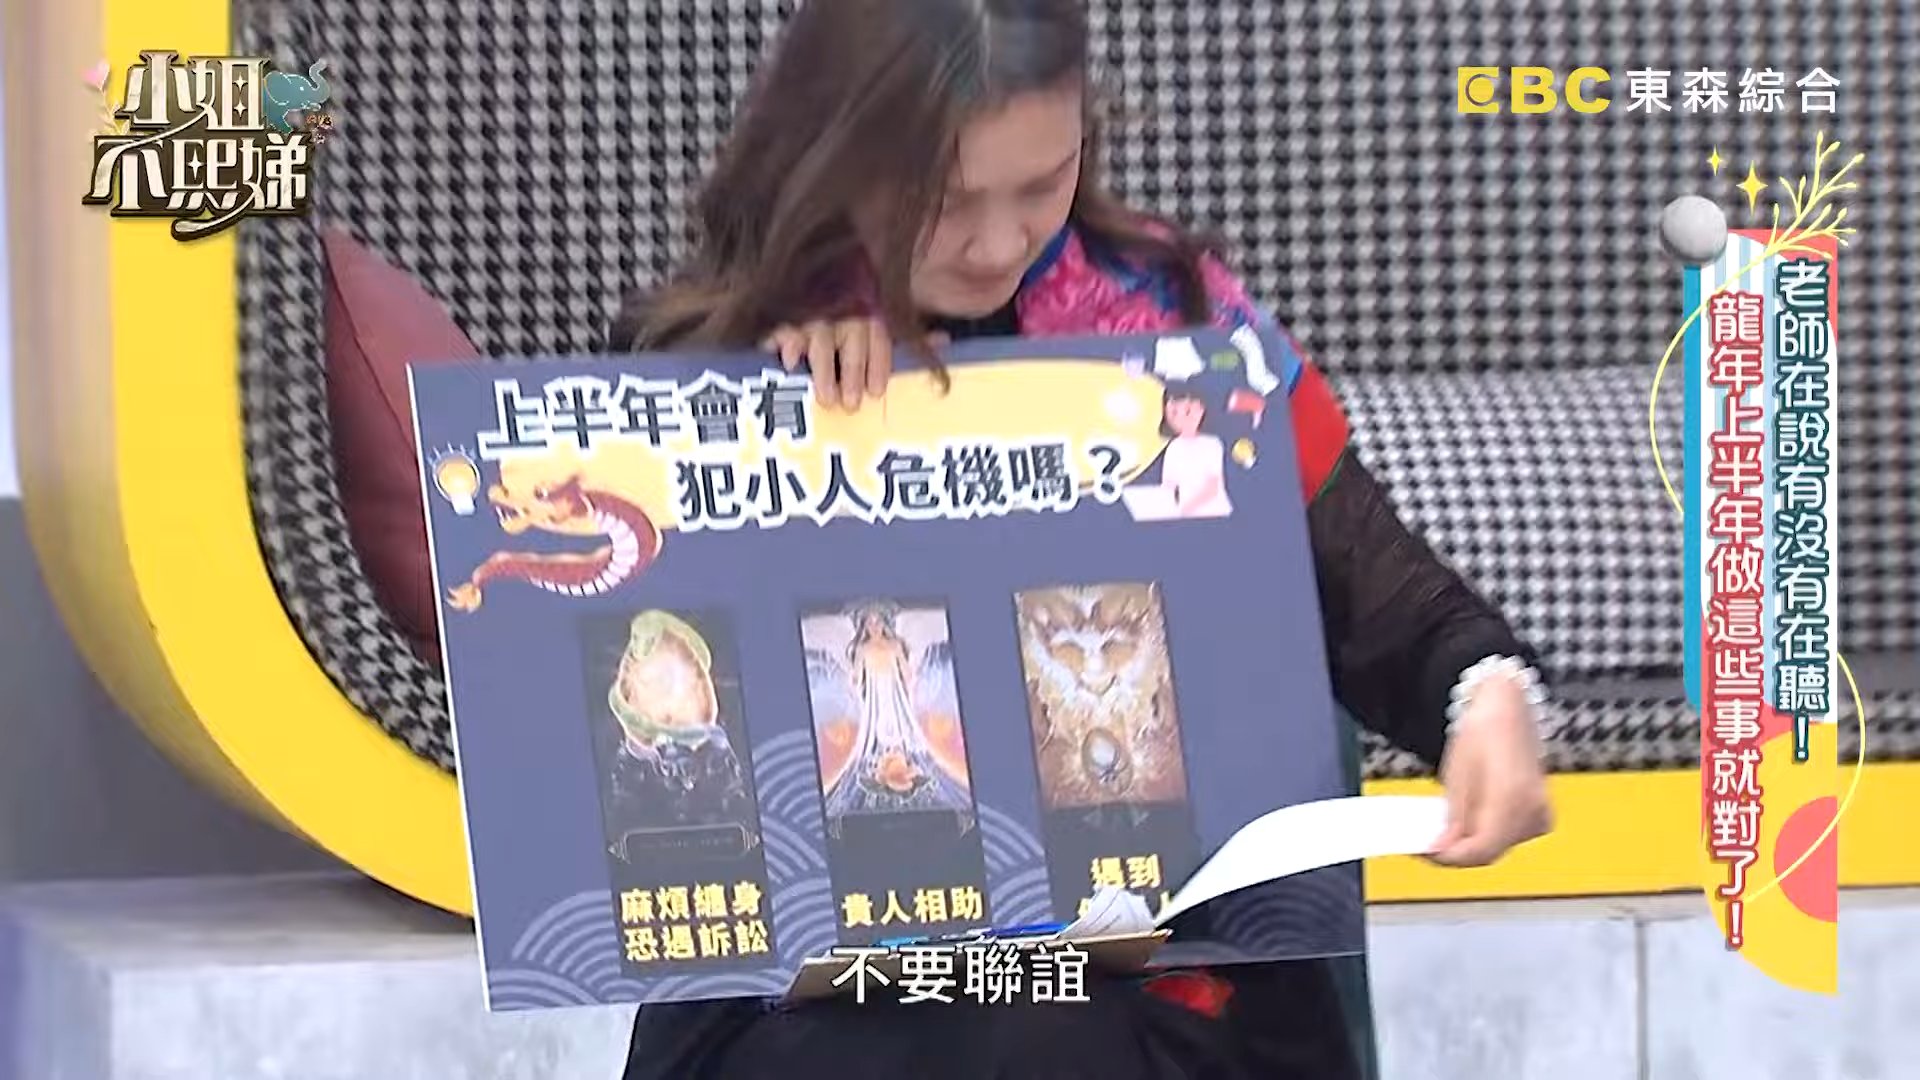 小姐
不熙娣
EBC 東森綜合
老師在說有沒有在聽!
龍年上半年做這些事就對了!
上半年會有
犯小人危機嗎?
麻煩纏身
恐遇訴訟
貴人相助
遇到
不要聯誼